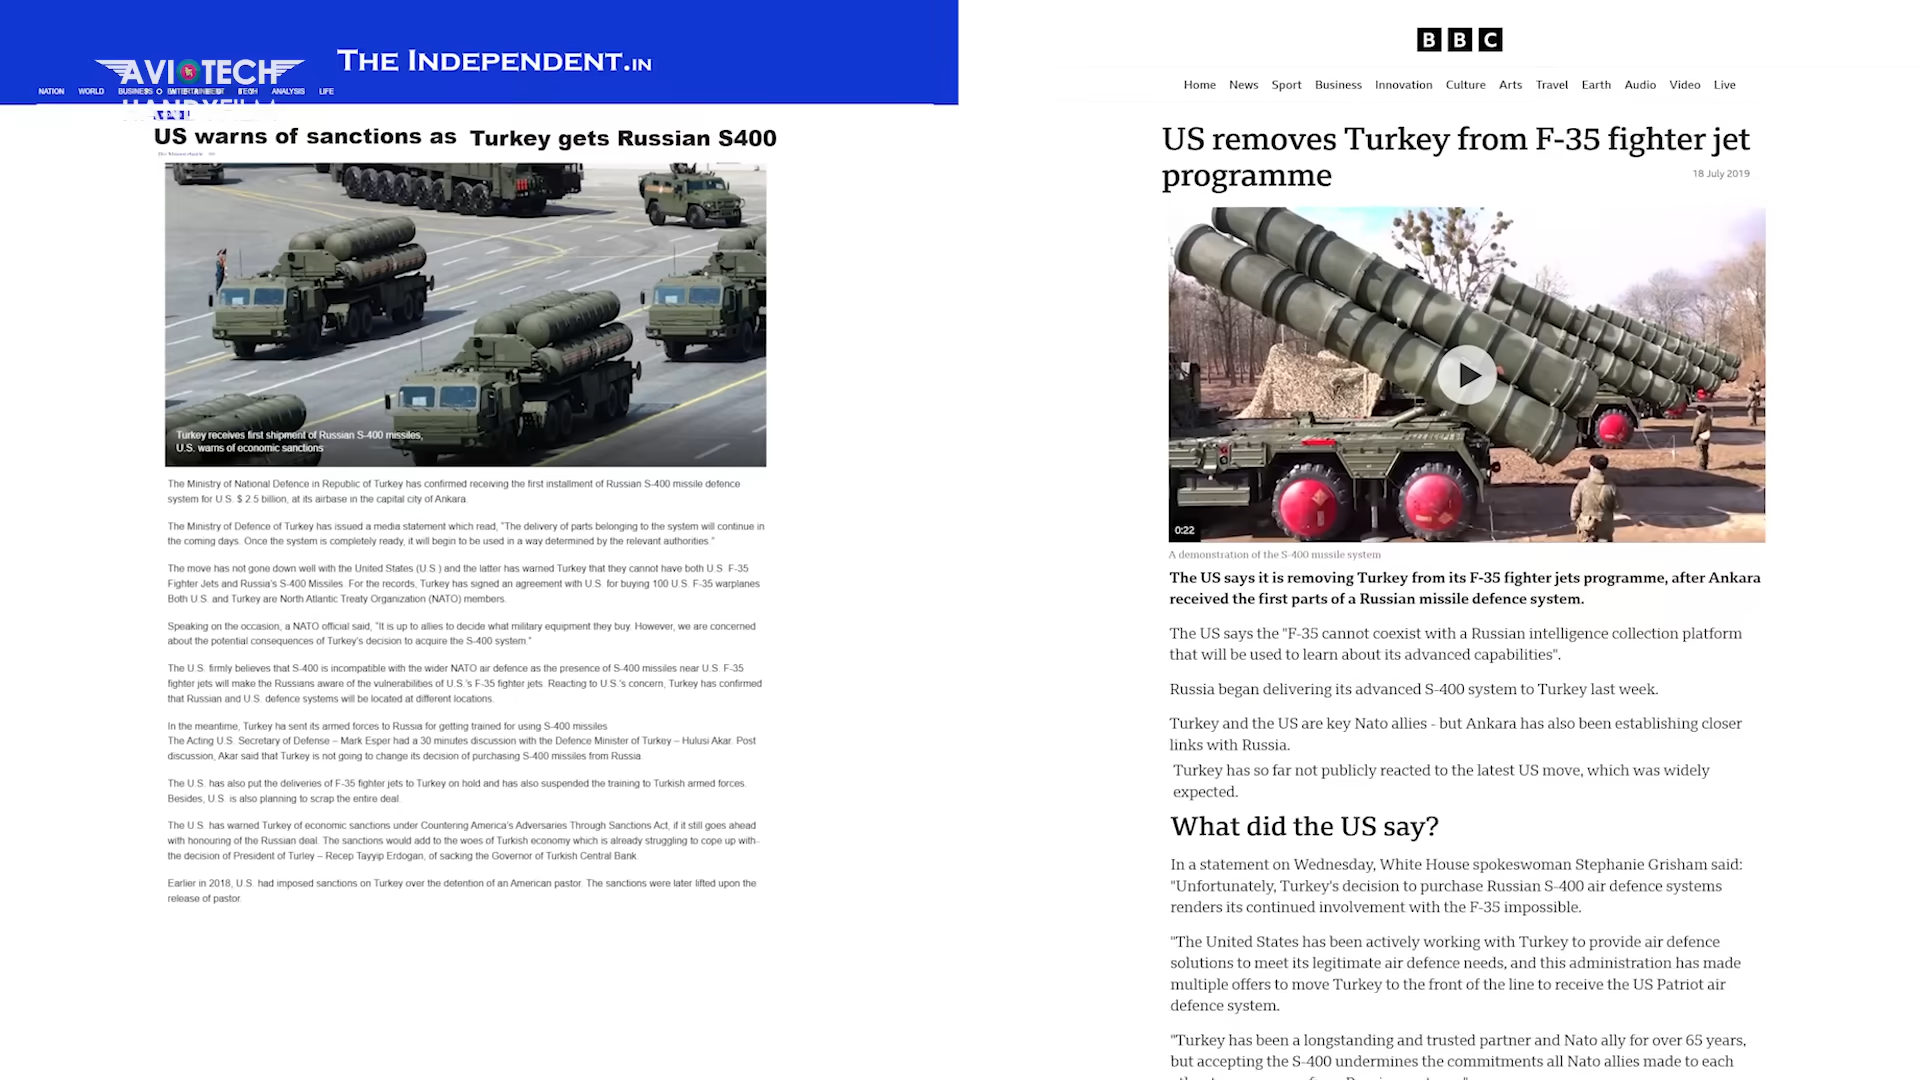 THE INDEPENDENT.IN
AVIOTECH
NATION WORLD BUSINESS ENTERTAINMENT TECH ANALYSIS LIFE
HANDYFILM
US warns of sanctions as Turkey gets Russian S400
Turkey receives first shipment of Russian S-400 missiles,
U.S. warns of economic sanctions
The Ministry of National Defence in Republic of Turkey has confirmed receiving the first installment of Russian S-400 missile defence
system for U.S. $ 2.5 billion, at its airbase in the capital city of Ankara.
The Ministry of Defence of Turkey has issued a media statement which read, "The delivery of parts belonging to the system will continue in
the coming days. Once the system is completely ready, it will begin to be used in a way determined by the relevant authorities."
The move has not gone down well with the United States (U.S.) and the latter has warned Turkey that they cannot have both U.S. F-35
Fighter Jets and Russia's S-400 Missiles. For the records, Turkey has signed an agreement with U.S. for buying 100 U.S. F-35 warplanes
Both U.S. and Turkey are North Atlantic Treaty Organization (NATO) members.
Speaking on the occasion, a NATO official said, "It is up to allies to decide what military equipment they buy. However, we are concerned
about the potential consequences of Turkey's decision to acquire the S-400 system."
The U.S. firmly believes that S-400 is incompatible with the wider NATO air defence as the presence of S-400 missiles near U.S. F-35
fighter jets will make the Russians aware of the vulnerabilities of U.S.'s F-35 fighter jets. Reacting to U.S.'s concern, Turkey has confirmed
that Russian and U.S. defence systems will be located at different locations.
In the meantime, Turkey ha sent its armed forces to Russia for getting trained for using S-400 missiles
The Acting U.S. Secretary of Defense – Mark Esper had a 30 minutes discussion with the Defence Minister of Turkey – Hulusi Akar. Post
discussion, Akar said that Turkey is not going to change its decision of purchasing S-400 missiles from Russia
The U.S. has also put the deliveries of F-35 fighter jets to Turkey on hold and has also suspended the training to Turkish armed forces.
Besides, U.S. is also planning to scrap the entire deal.
The U.S. has warned Turkey of economic sanctions under Countering America's Adversaries Through Sanctions Act, if it still goes ahead
with honouring of the Russian deal. The sanctions would add to the woes of Turkish economy which is already struggling to cope up with
the decision of President of Turley – Recep Tayyip Erdogan, of sacking the Governor of Turkish Central Bank
Earlier in 2018, U.S. had imposed sanctions on Turkey over the detention of an American pastor. The sanctions were later lifted upon the
release of pastor.
BBC
Home News Sport Business Innovation Culture Arts Travel Earth Audio Video Live
US removes Turkey from F-35 fighter jet
programme
18 July 2019
0:22
A demonstration of the S-400 missile system
The US says it is removing Turkey from its F-35 fighter jets programme, after Ankara
received the first parts of a Russian missile defence system.
The US says the "F-35 cannot coexist with a Russian intelligence collection platform
that will be used to learn about its advanced capabilities".
Russia began delivering its advanced S-400 system to Turkey last week.
Turkey and the US are key Nato allies - but Ankara has also been establishing closer
links with Russia.
Turkey has so far not publicly reacted to the latest US move, which was widely
expected.
What did the US say?
In a statement on Wednesday, White House spokeswoman Stephanie Grisham said:
"Unfortunately, Turkey's decision to purchase Russian S-400 air defence systems
renders its continued involvement with the F-35 impossible.
"The United States has been actively working with Turkey to provide air defence
solutions to meet its legitimate air defence needs, and this administration has made
multiple offers to move Turkey to the front of the line to receive the US Patriot air
defence system.
"Turkey has been a longstanding and trusted partner and Nato ally for over 65 years,
but accepting the S-400 undermines the commitments all Nato allies made to each